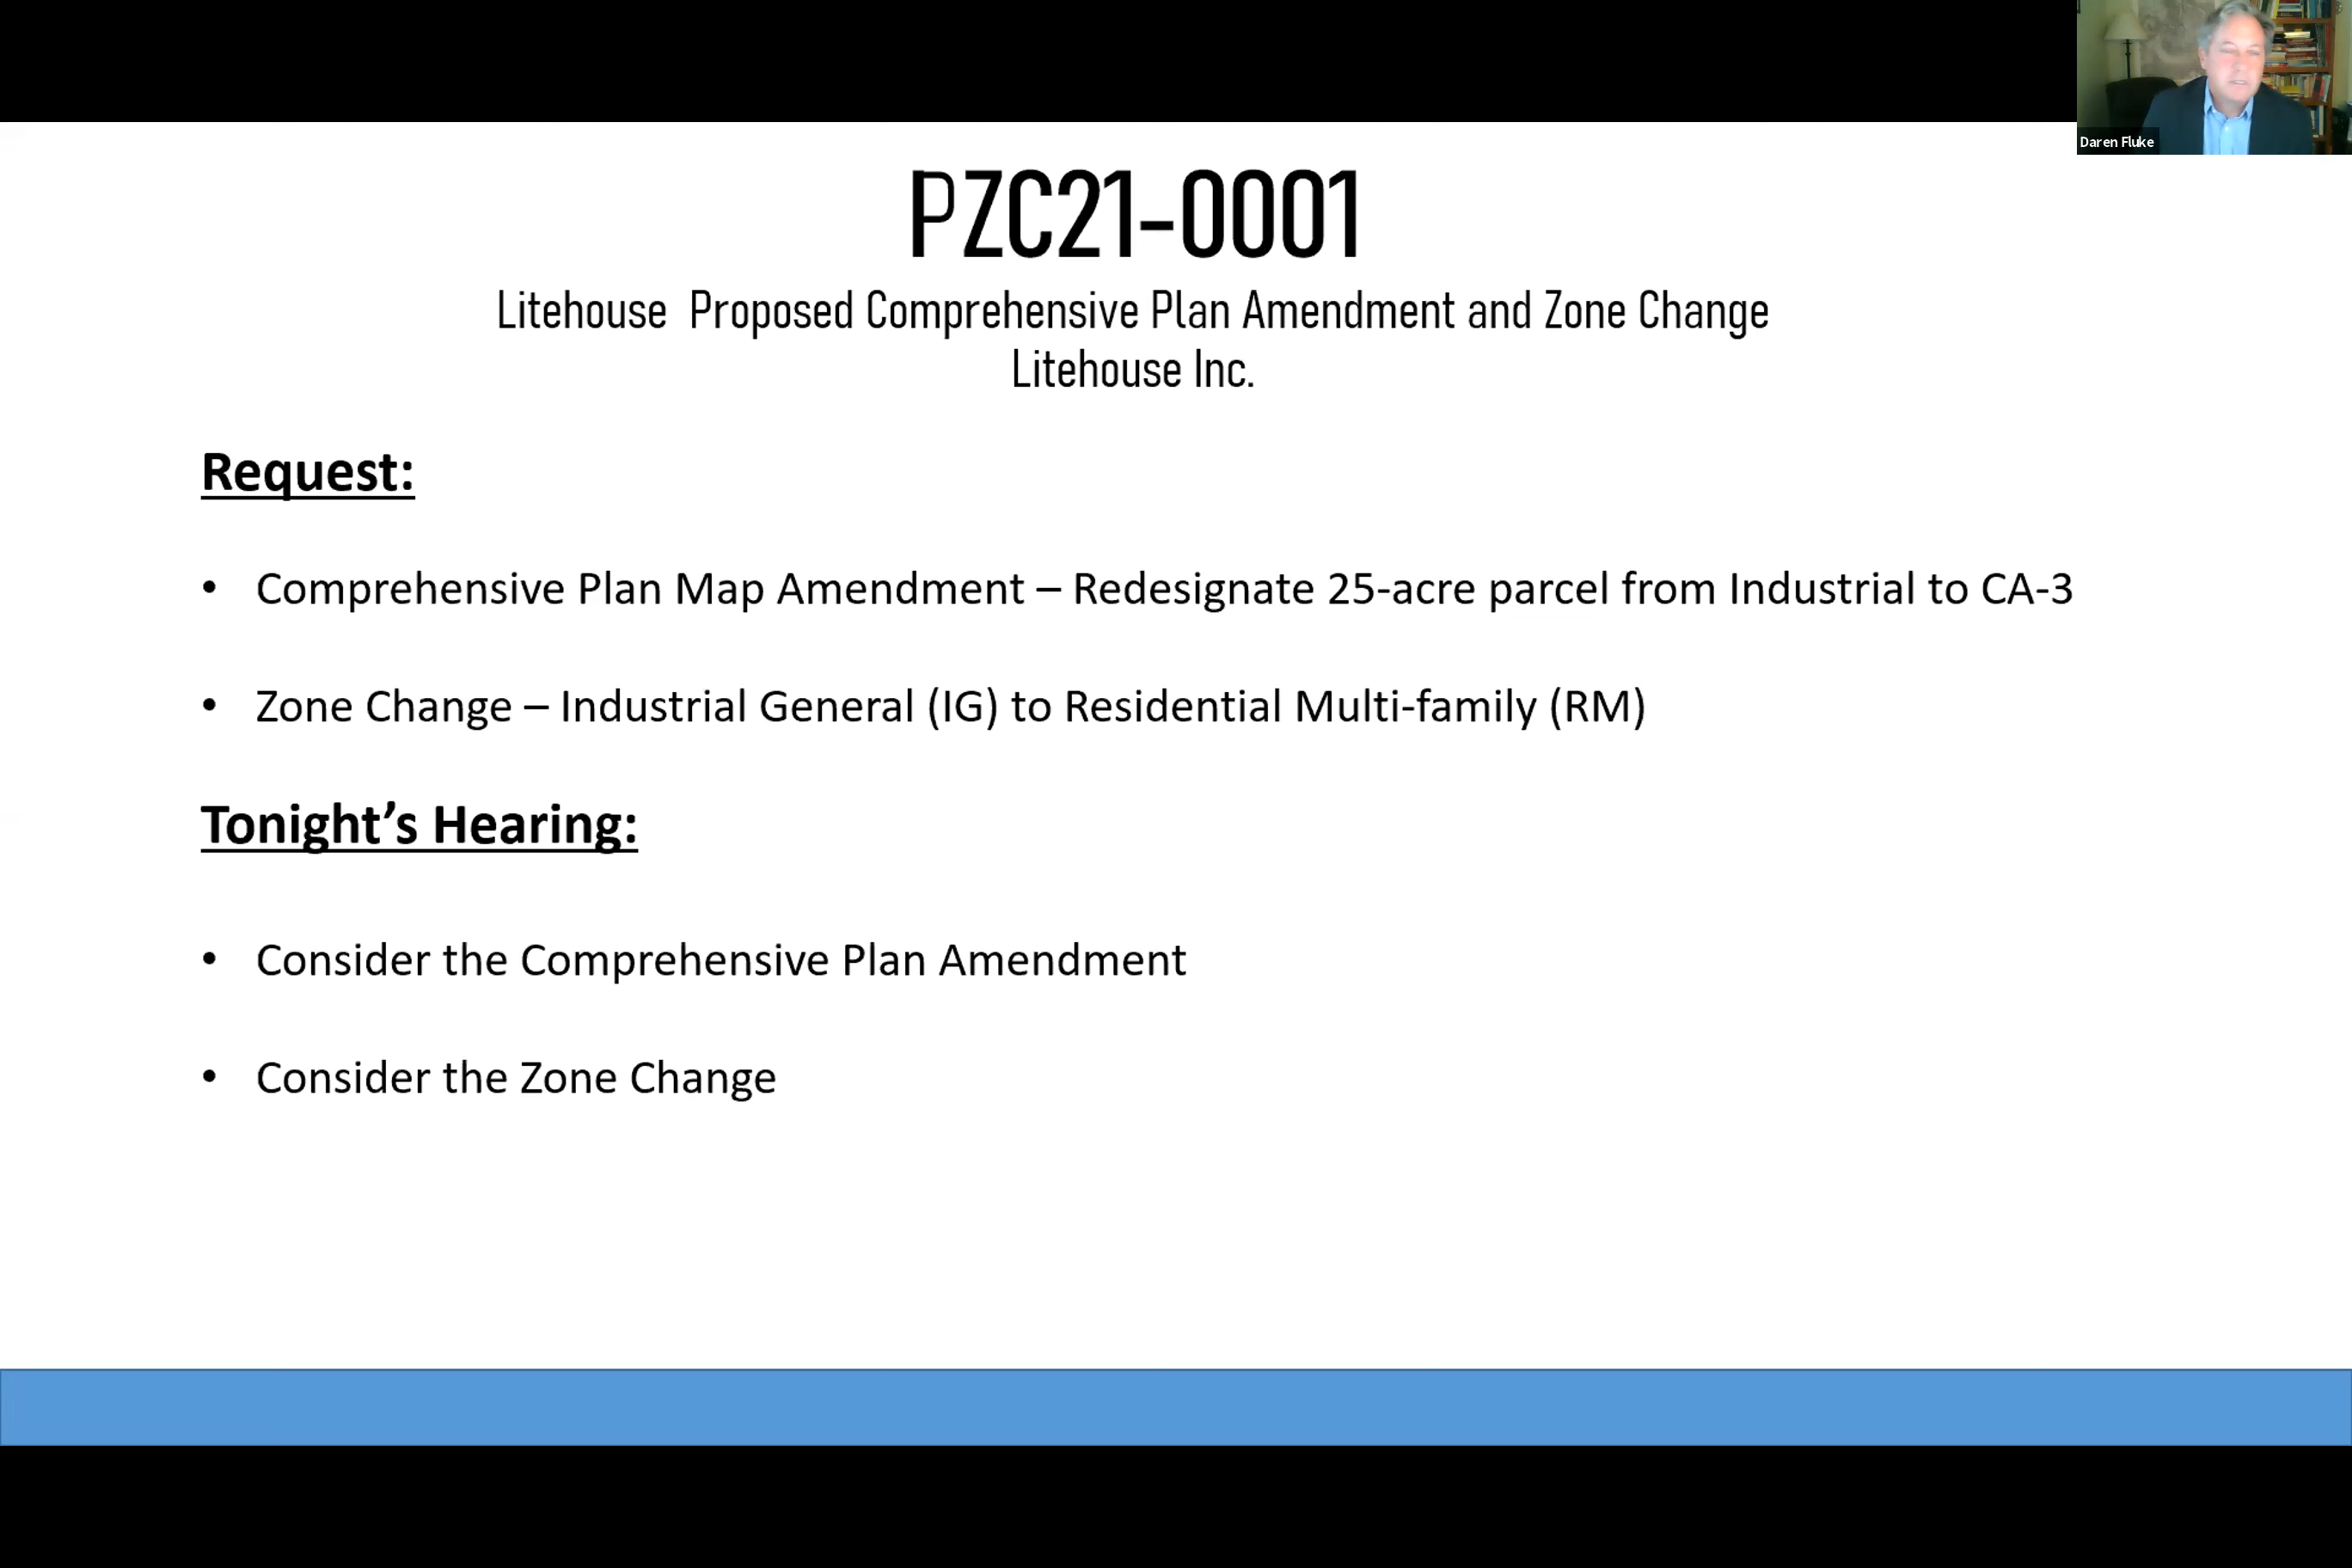 Daren Fluke
PZC21-0001
Litehouse  Proposed Comprehensive Plan Amendment and Zone Change
Litehouse Inc.
Request:
• Comprehensive Plan Map Amendment – Redesignate 25-acre parcel from Industrial to CA-3
• Zone Change – Industrial General (IG) to Residential Multi-family (RM)
Tonight’s Hearing:
• Consider the Comprehensive Plan Amendment
• Consider the Zone Change